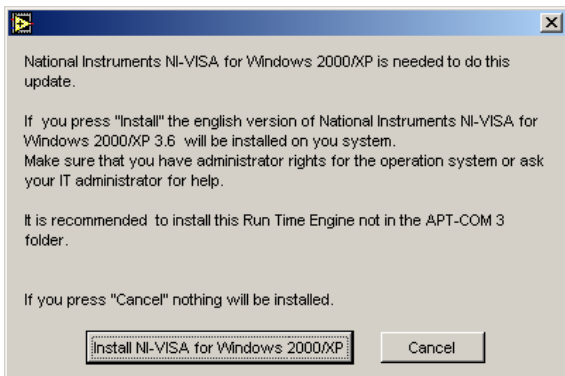 National Instruments NI-VISA for Windows 2000/XP is needed to do this
update.
If you press "Install" the english version of National Instruments NI-VISA for
Windows 2000/XP 3.6 will be installed on you system.
Make sure that you have administrator rights for the operation system or ask
your IT administrator for help.
It is recommended to install this Run Time Engine not in the APT-COM 3
folder.
If you press "Cancel" nothing will be installed.
Install NI-VISA for Windows 2000/XP
Cancel